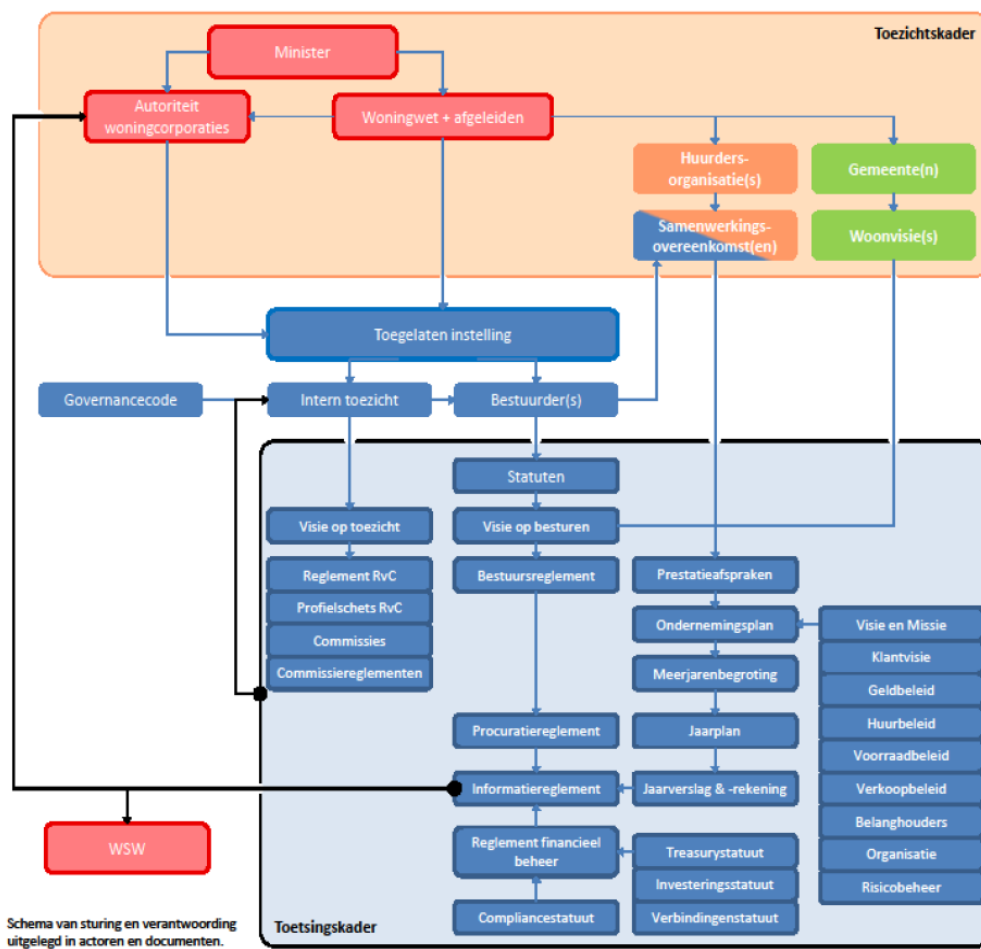 Toezichtskader
Minister
Autoriteit
woningcorporaties
Woningwet + afgeleiden
Huurders-
organisatie(s)
Gemeente(n)
Samenwerkings-
overeenkomst(en)
Woonvisie(s)
Toegelaten instelling
Governancecode
Intern toezicht
Bestuurder(s)
Statuten
Visie op toezicht
Visie op besturen
Reglement RvC
Bestuursreglement
Prestatieafspraken
Profielschets RvC
Ondernemingsplan
Visie en Missie
Commissies
Klantvisie
Commissiereglementen
Meerjarenbegroting
Geldbeleid
Huurbeleid
Procuratiereglement
Jaarplan
Voorraadbeleid
Informatiereglement
Jaarverslag & -rekening
Verkoopbeleid
Belanghouders
WSW
Reglement financieel
beheer
Treasurystatuut
Organisatie
Investeringsstatuut
Risicobeheer
Compliancestatuut
Verbindingenstatuut
Schema van sturing en verantwoording
uitgelegd in actoren en documenten.
Toetsingskader